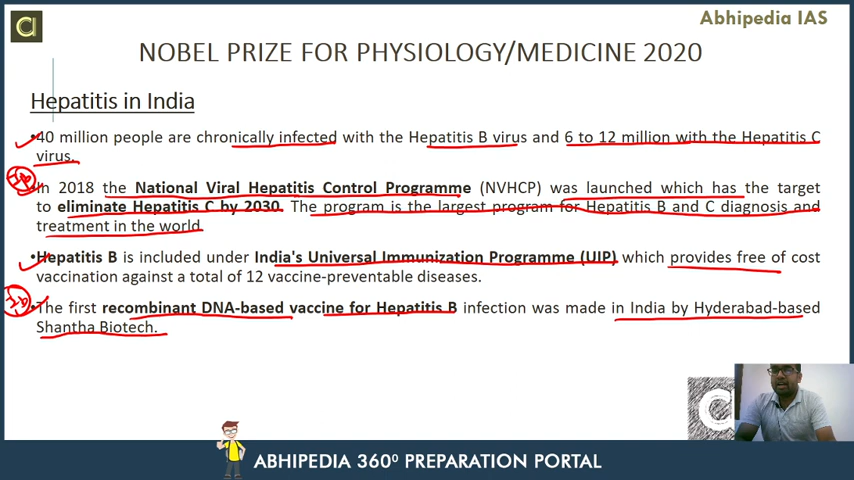 Abhipedia IAS
NOBEL PRIZE FOR PHYSIOLOGY/MEDICINE 2020
Hepatitis in India
•40 million people are chronically infected with the Hepatitis B virus and 6 to 12 million with the Hepatitis C
virus.
•In 2018 the National Viral Hepatitis Control Programme (NVHCP) was launched which has the target
to eliminate Hepatitis C by 2030. The program is the largest program for Hepatitis B and C diagnosis and
treatment in the world
•Hepatitis B is included under India's Universal Immunization Programme (UIP) which provides free of cost
vaccination against a total of 12 vaccine-preventable diseases.
•The first recombinant DNA-based vaccine for Hepatitis B infection was made in India by Hyderabad-based
Shantha Biotech.
ABHIPEDIA 360⁰ PREPARATION PORTAL